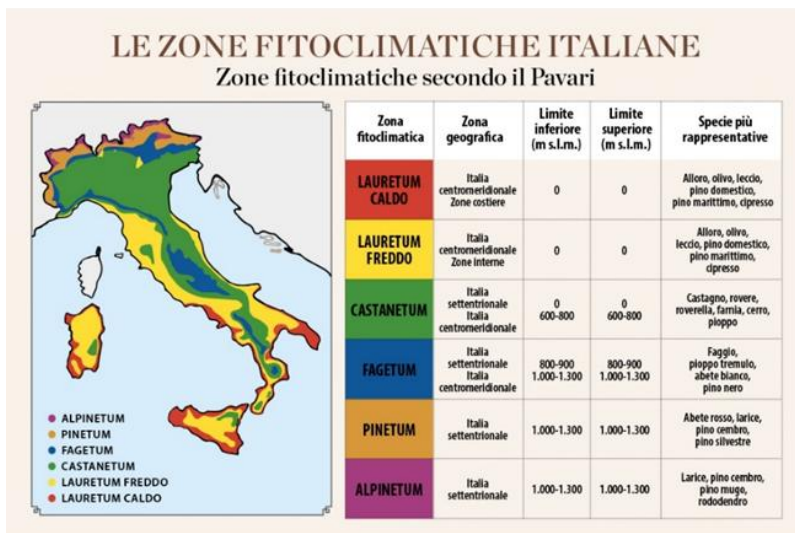 LE ZONE FITOCLIMATICHE ITALIANE
Zone fitoclimatiche secondo il Pavari
ALPINETUM
PINETUM
FAGETUM
CASTANETUM
LAURETUM FREDDO
LAURETUM CALDO
Zona
fitoclimatica
Zona
geografica
Limite
inferiore
(m s.l.m.)
Limite
superiore
(m s.l.m.)
Specie più
rappresentative
LAURETUM
CALDO
Italia
centromeridionale
Zone costiere
0
0
Alloro, olivo, leccio,
pino domestico,
pino marittimo, cipresso
LAURETUM
FREDDO
Italia
centromeridionale
Zone interne
0
0
Alloro, olivo,
leccio, pino domestico,
pino marittimo,
cipresso
CASTANETUM
Italia
settentrionale
Italia
centromeridionale
0
600-800
0
600-800
Castagno, rovere,
roverella, farnia, cerro,
pioppo
FAGETUM
Italia
settentrionale
Italia
centromeridionale
800-900
1.000-1.300
800-900
1.000-1.300
Faggio,
pioppo tremulo,
abete bianco,
pino nero
PINETUM
Italia
settentrionale
1.000-1.300
1.000-1.300
Abete rosso, larice,
pino cembro,
pino silvestre
ALPINETUM
Italia
settentrionale
1.000-1.300
1.000-1.300
Larice, pino cembro,
pino mugo,
rododendro